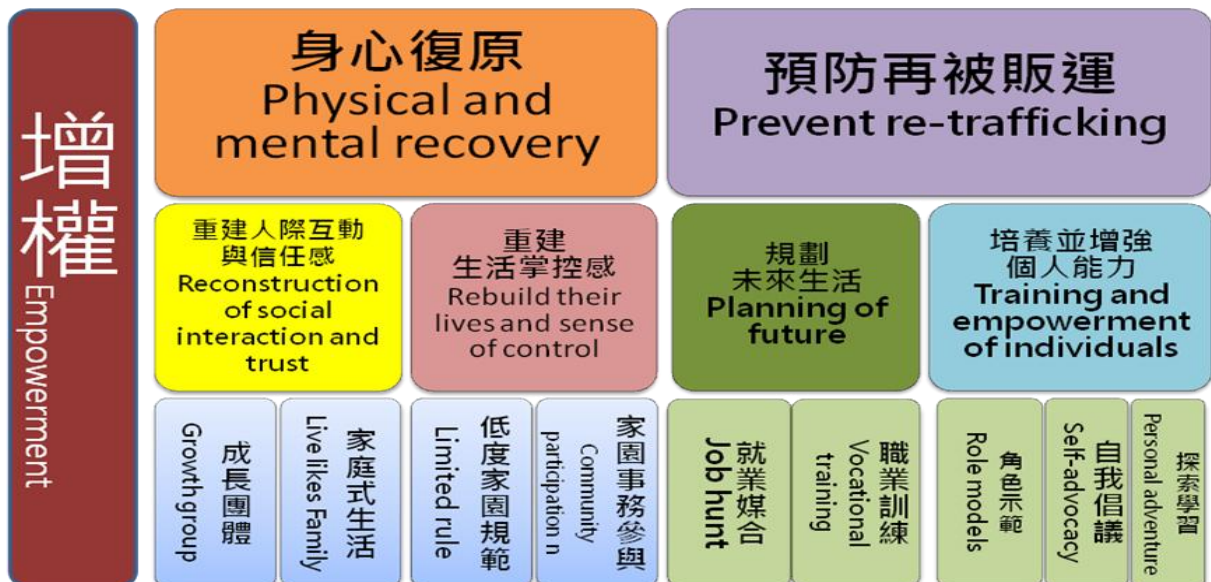 增權
Empowerment
身心復原
Physical and
mental recovery
預防再被販運
Prevent re-trafficking
重建人際互動
與信任感
Reconstruction
of social
interaction and
trust
重建
生活掌控感
Rebuild their
lives and sense
of control
規劃
未來生活
Planning of
future
培養並增強
個人能力
Training and
empowerment
of individuals
成長團體
Growth group
家庭式生活
Live likes Family
低度家園規範
Limited rule
家園事務參與
Community
participation n
就業媒合
Job hunt
職業訓練
Vocational
training
角色示範
Role models
自我倡議
Self-advocacy
探索學習
Personal adventure